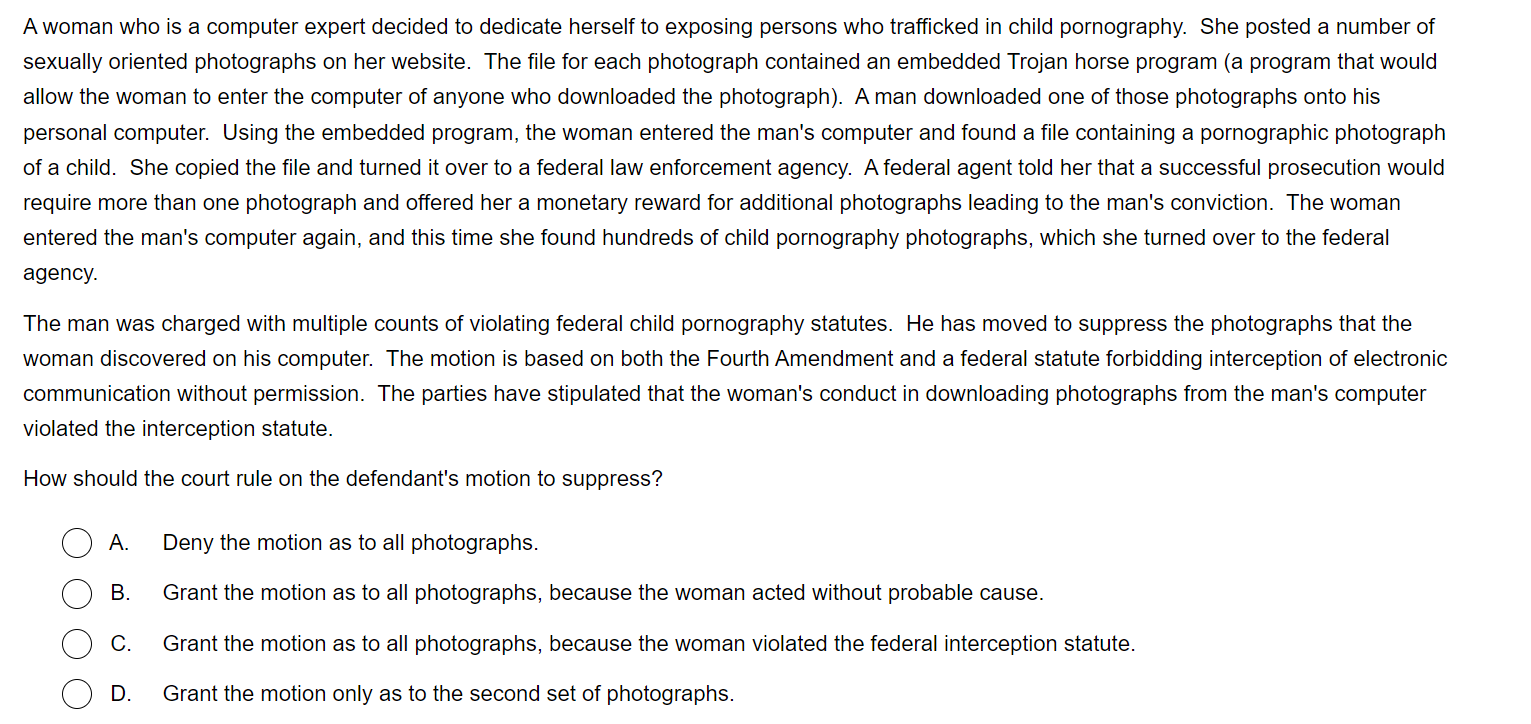 A woman who is a computer expert decided to dedicate herself to exposing persons who trafficked in child pornography.  She posted a number of
sexually oriented photographs on her website.  The file for each photograph contained an embedded Trojan horse program (a program that would
allow the woman to enter the computer of anyone who downloaded the photograph).  A man downloaded one of those photographs onto his
personal computer.  Using the embedded program, the woman entered the man's computer and found a file containing a pornographic photograph
of a child.  She copied the file and turned it over to a federal law enforcement agency.  A federal agent told her that a successful prosecution would
require more than one photograph and offered her a monetary reward for additional photographs leading to the man's conviction.  The woman
entered the man's computer again, and this time she found hundreds of child pornography photographs, which she turned over to the federal
agency.
The man was charged with multiple counts of violating federal child pornography statutes.  He has moved to suppress the photographs that the
woman discovered on his computer.  The motion is based on both the Fourth Amendment and a federal statute forbidding interception of electronic
communication without permission.  The parties have stipulated that the woman's conduct in downloading photographs from the man's computer
violated the interception statute.
How should the court rule on the defendant's motion to suppress?
A. Deny the motion as to all photographs.
B. Grant the motion as to all photographs, because the woman acted without probable cause.
C. Grant the motion as to all photographs, because the woman violated the federal interception statute.
D. Grant the motion only as to the second set of photographs.